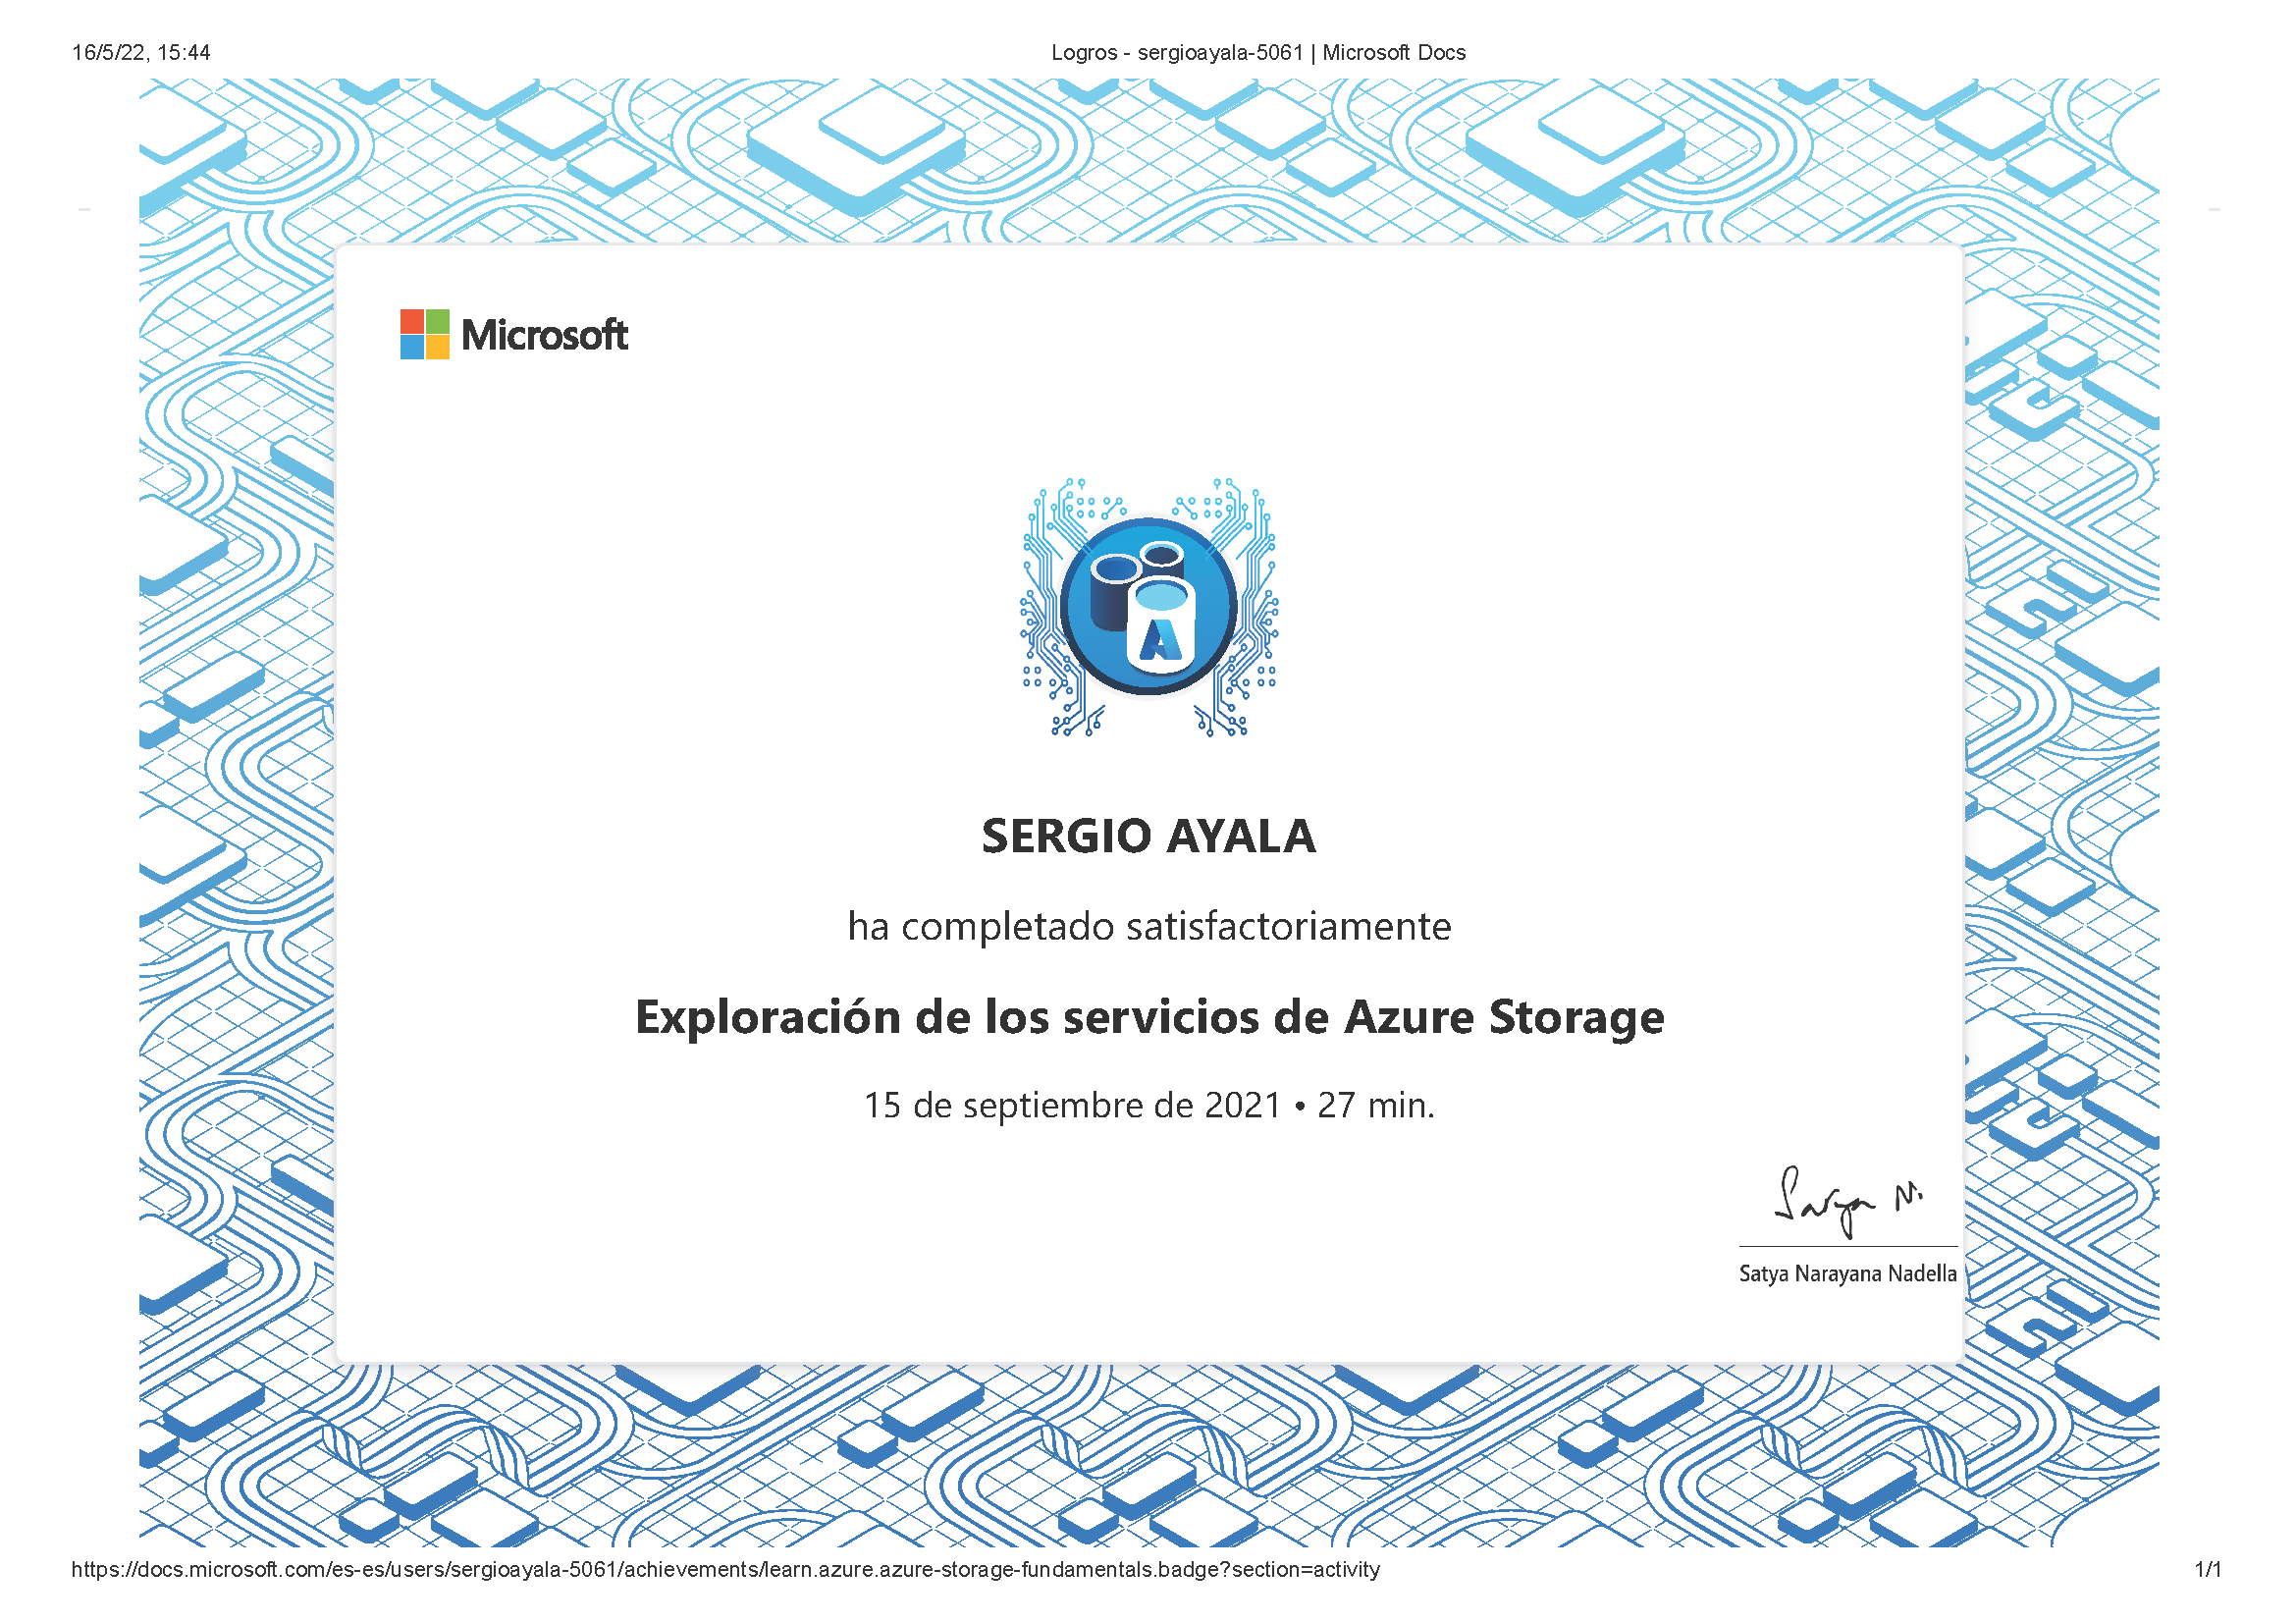 16/5/22, 15:44
Logros - sergioayala-5061 | Microsoft Docs
Microsoft
SERGIO AYALA
ha completado satisfactoriamente
Exploración de los servicios de Azure Storage
15 de septiembre de 2021 • 27 min.
Satya N.
Satya Narayana Nadella
https://docs.microsoft.com/es-es/users/sergioayala-5061/achievements/learn.azure.azure-storage-fundamentals.badge?section=activity
1/1